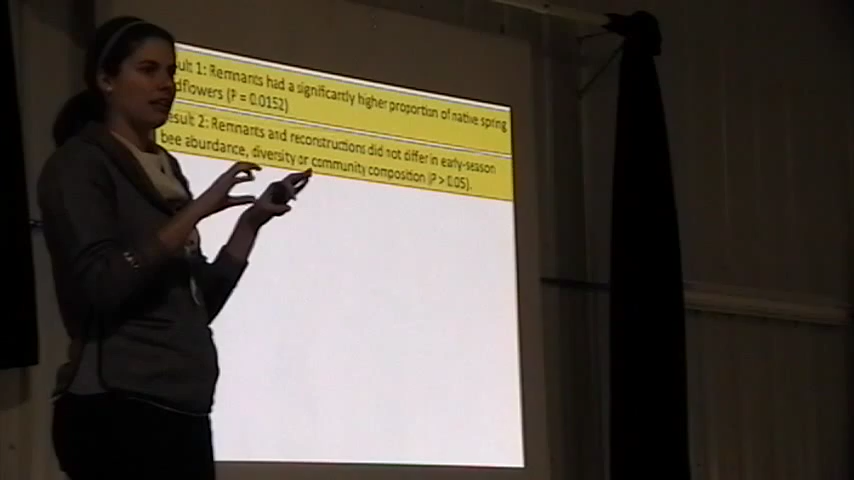 sult 1: Remnants had a significantly higher proportion of native spring
dflowers (P = 0.0152)
esult 2: Remnants and reconstructions did not differ in early-season
bee abundance, diversity or community composition (P > 0.05).